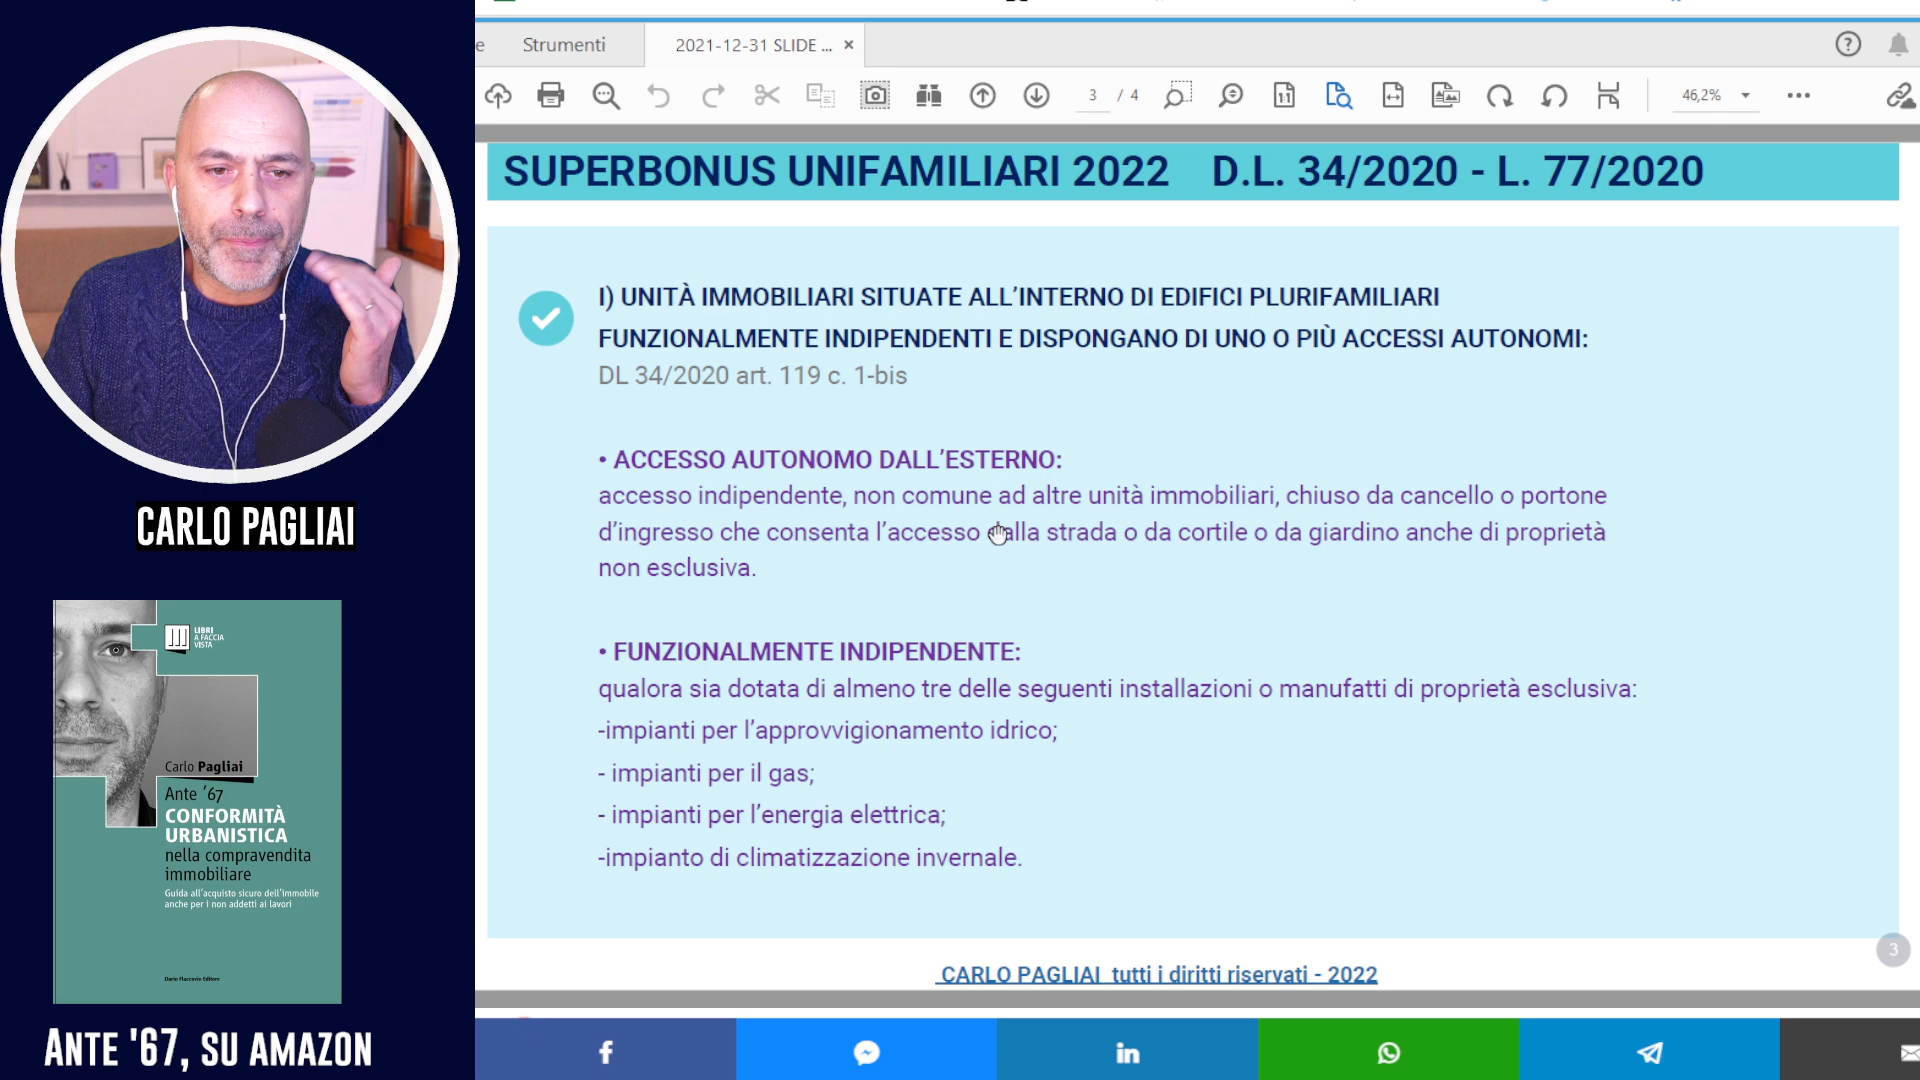 e
Strumenti
2021-12-31 SLIDE ... ×
3 / 4
1:1
46,2%
SUPERBONUS UNIFAMILIARI 2022 D.L. 34/2020 - L. 77/2020
I) UNITÀ IMMOBILIARI SITUATE ALL'INTERNO DI EDIFICI PLURIFAMILIARI
FUNZIONALMENTE INDIPENDENTI E DISPONGANO DI UNO O PIÙ ACCESSI AUTONOMI:
DL 34/2020 art. 119 c. 1-bis
• ACCESSO AUTONOMO DALL'ESTERNO:
accesso indipendente, non comune ad altre unità immobiliari, chiuso da cancello o portone
d'ingresso che consenta l'accesso dalla strada o da cortile o da giardino anche di proprietà
non esclusiva.
• FUNZIONALMENTE INDIPENDENTE:
qualora sia dotata di almeno tre delle seguenti installazioni o manufatti di proprietà esclusiva:
-impianti per l'approvvigionamento idrico;
- impianti per il gas;
- impianti per l'energia elettrica;
-impianto di climatizzazione invernale.
3
CARLO PAGLIAI tutti i diritti riservati - 2022
CARLO PAGLIAI
LIBRI
A FACCIA
VISTA
Carlo Pagliai
Ante '67
CONFORMITÀ
URBANISTICA
nella compravendita
immobiliare
Guida all'acquisto sicuro dell'immobile
anche per i non addetti ai lavori
Dario Flaccovio Editore
ANTE '67, SU AMAZON